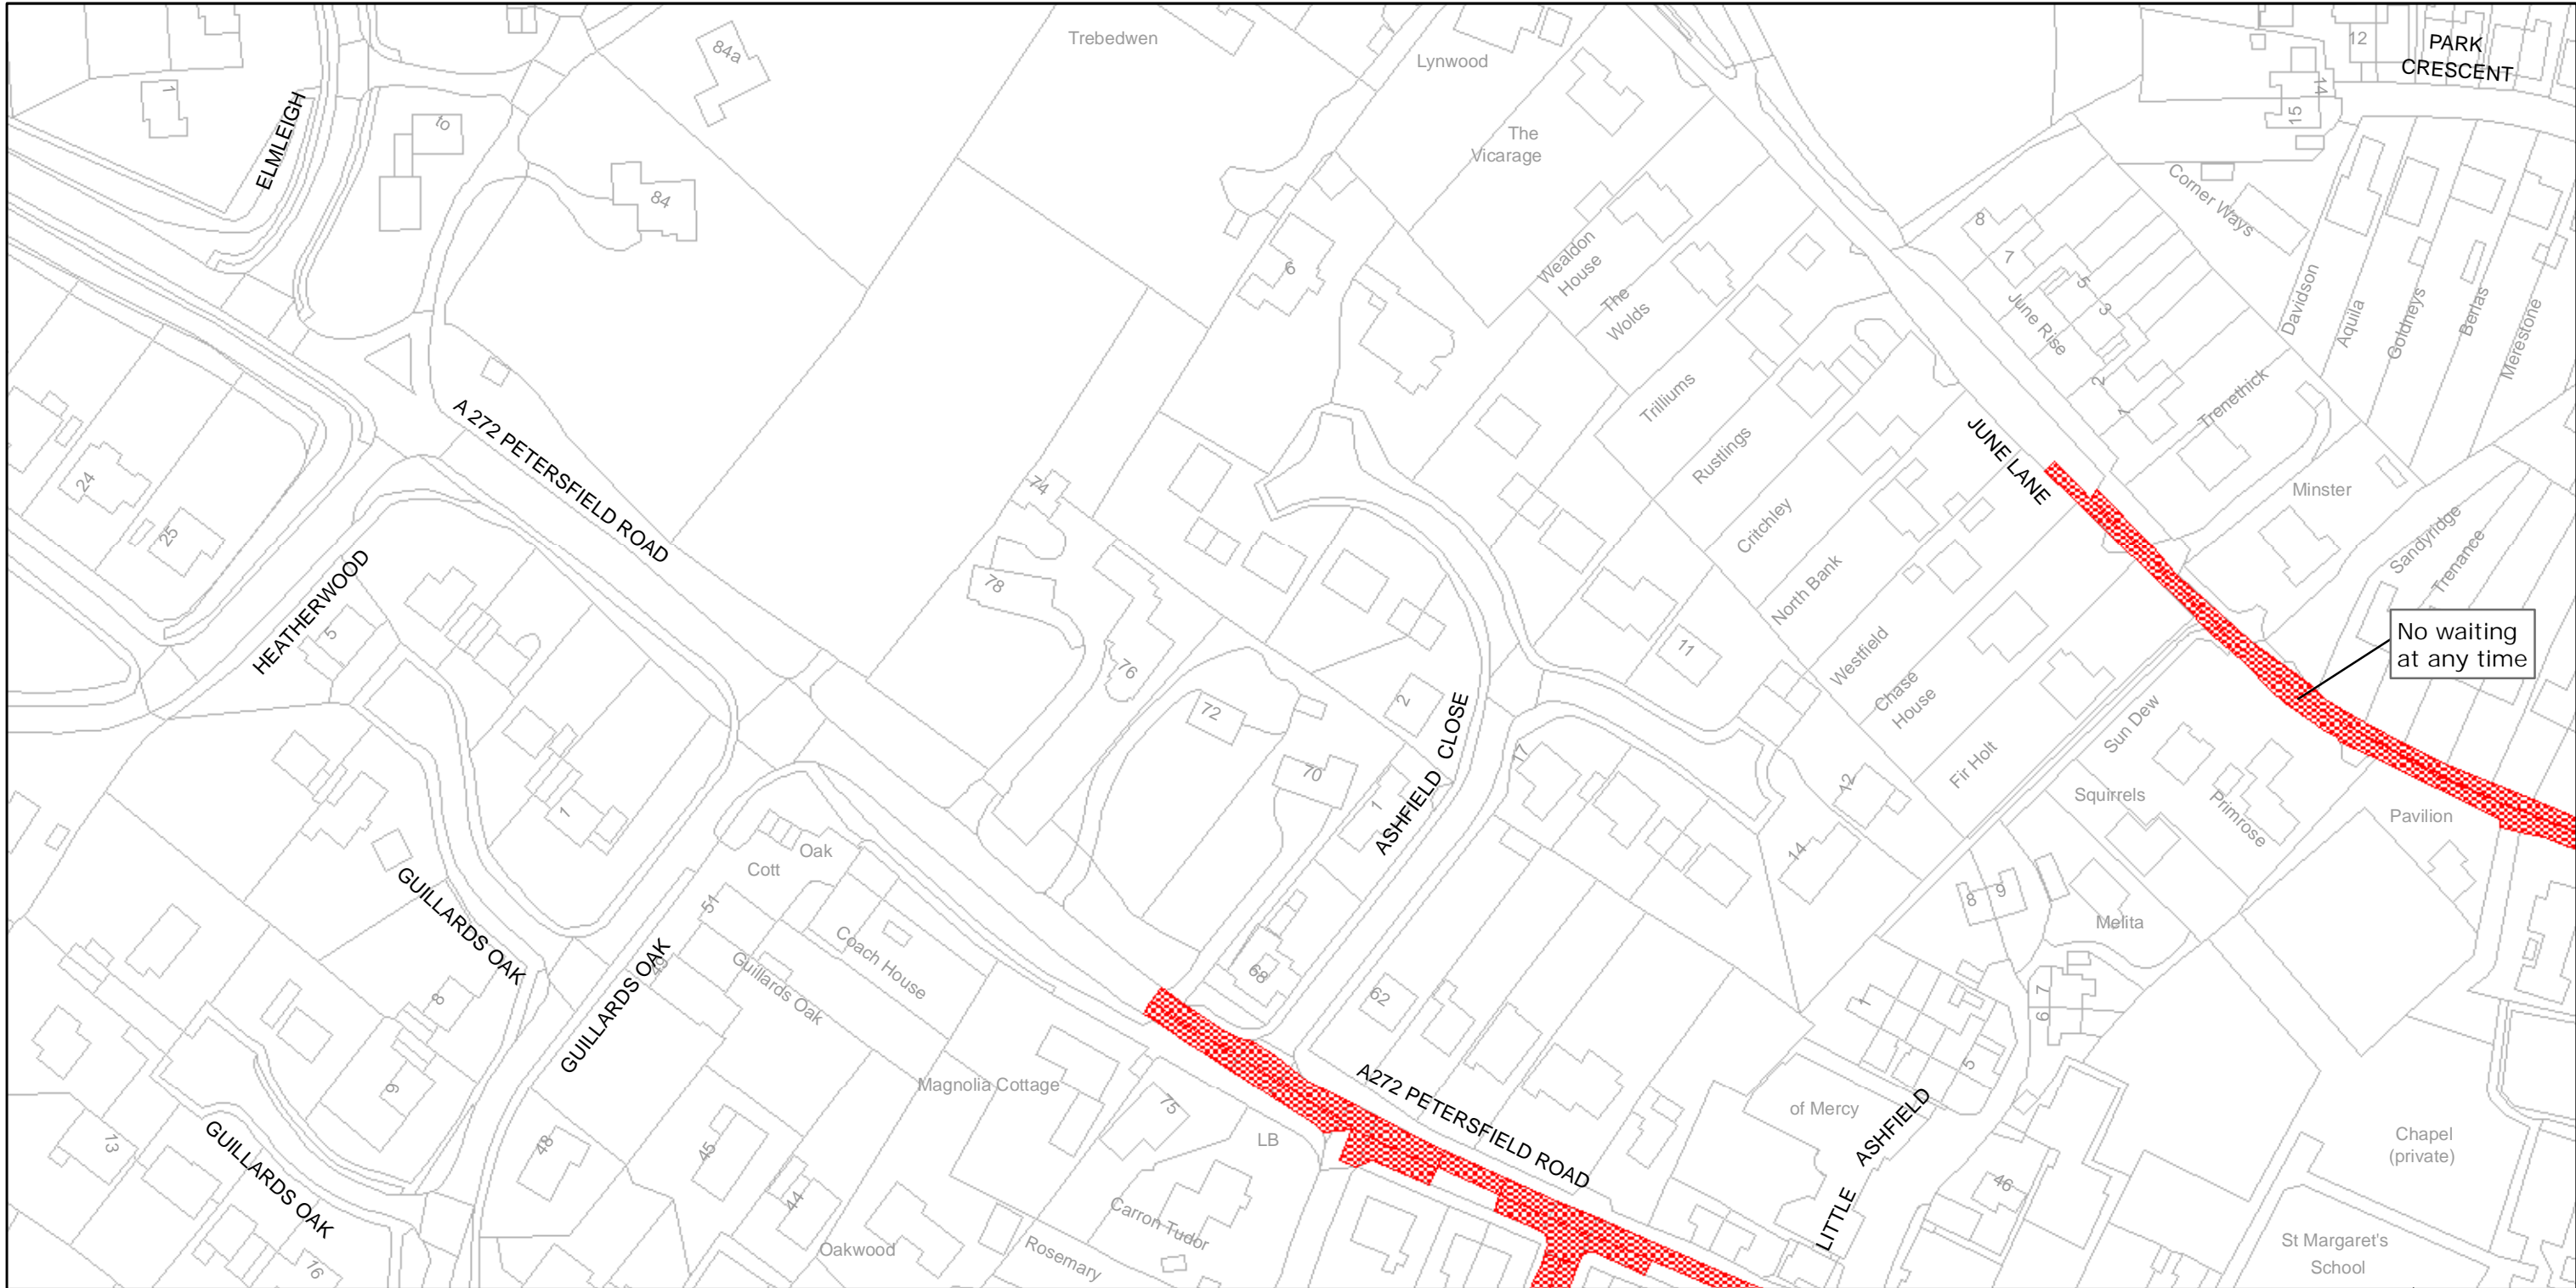 Trebedwen
Lynwood
12
PARK
CRESCENT
84a
1
14
15
ELMLEIGH
to
The
Vicarage
84
Corner Ways
8
7
5
3
June Rise
2
1
Wealdon
House
The
Wolds
6
Davidson
Aquila
Goldneys
Berlas
Merestone
Trenethick
Trilliums
Rustlings
Critchley
North Bank
Westfield
Chase
House
Fir Holt
JUNE LANE
Minster
Sandyridge
Trenance
A 272 PETERSFIELD ROAD
24
25
74
78
76
HEATHERWOOD
5
11
No waiting
at any time
72
2
70
1
ASHFIELD CLOSE
17
12
14
Sun Dew
Squirrels
Primrose
Pavilion
1
Oak
Cott
51
49
GUILLARDS OAK
GUILLARDS OAK
Guillards Oak
Coach House
8
9
Melita
68
62
8
9
7
6
1
5
Magnolia Cottage
75
LB
A272 PETERSFIELD ROAD
of Mercy
LITTLE ASHFIELD
46
Chapel
(private)
13
GUILLARDS OAK
16
48
45
44
Oakwood
Rosemary
Carron Tudor
St Margaret's
School